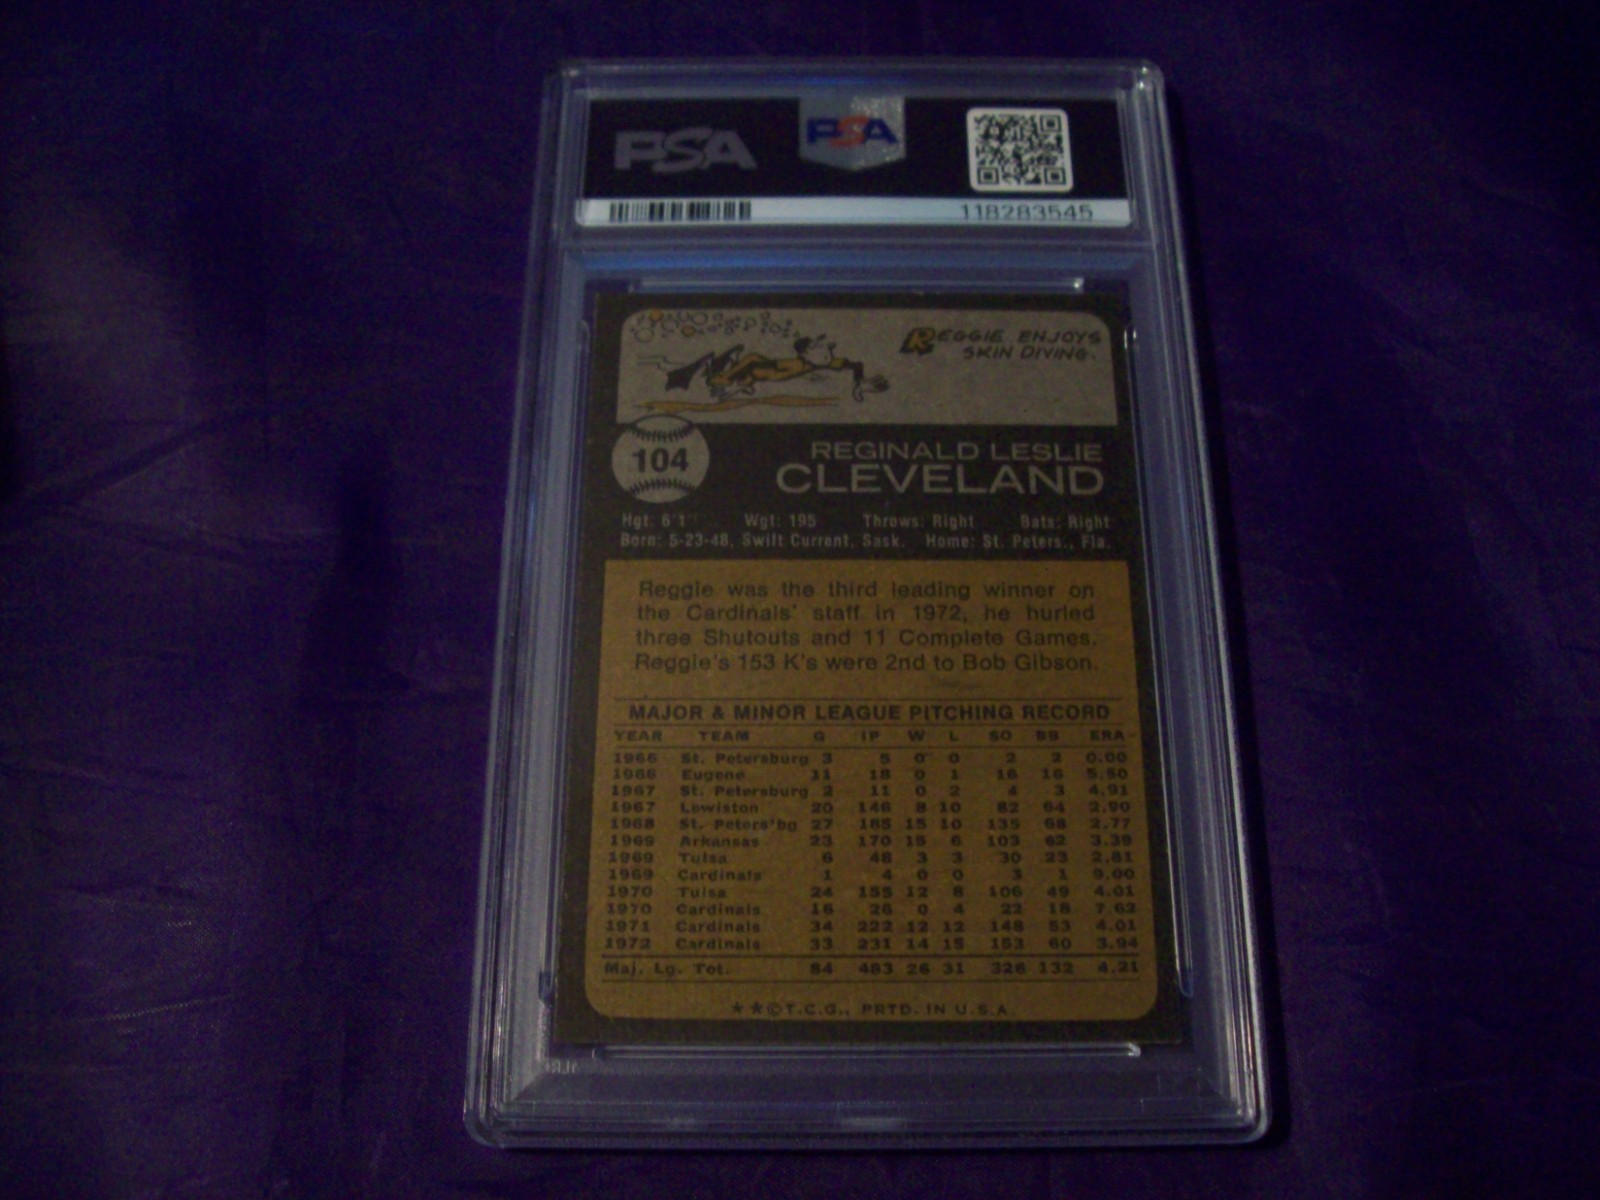 PSA
PSA
118283545
REGGIE ENJOYS
SKIN DIVING.
104
REGINALD LESLIE
CLEVELAND
Hgt: 6'1" Wgt: 195 Throws: Right Bats: Right
Born: 5-23-48, Swift Current, Sask. Home: St. Peters., Fla.
Reggie was the third leading winner on
the Cardinals' staff in 1972, he hurled
three Shutouts and 11 Complete Games.
Reggie's 153 K's were 2nd to Bob Gibson.
MAJOR & MINOR LEAGUE PITCHING RECORD
YEAR TEAM G IP W L SO BB ERA
1966 St. Petersburg 3 5 0 0 2 2 0.00
1966 Eugene 11 18 0 1 16 16 5.50
1967 St. Petersburg 2 11 0 2 4 3 4.91
1967 Lewiston 20 146 8 10 82 64 2.90
1968 St. Peters'bg 27 185 15 10 135 68 2.77
1969 Arkansas 23 170 15 6 103 62 3.39
1969 Tulsa 6 48 3 3 30 23 2.81
1969 Cardinals 1 4 0 0 3 1 9.00
1970 Tulsa 24 155 12 8 106 49 4.01
1970 Cardinals 16 26 0 4 22 18 7.62
1971 Cardinals 34 222 12 12 148 53 4.01
1972 Cardinals 33 231 14 15 153 60 3.94
Maj. Lg. Tot. 84 483 26 31 326 132 4.21
**©T.C.G., PRTD. IN U.S.A.